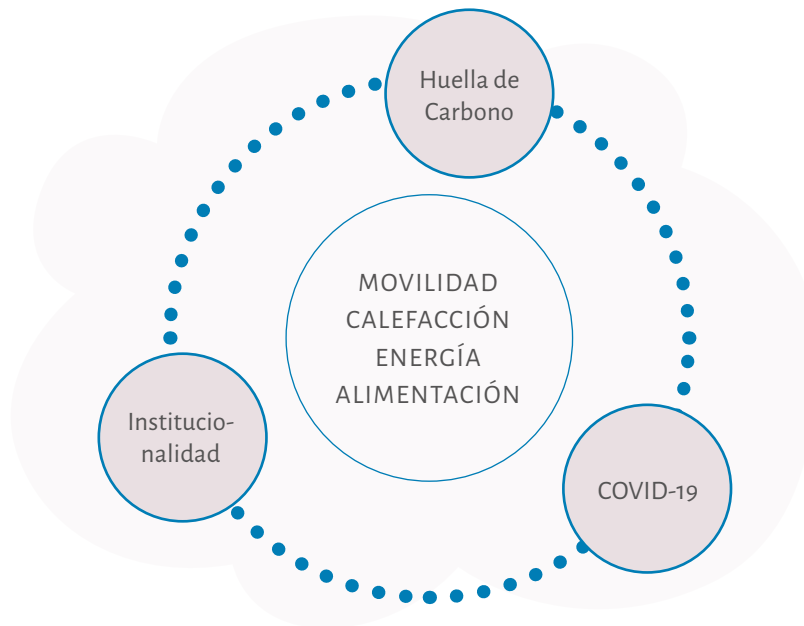 Huella de
Carbono
MOVILIDAD
CALEFACCIÓN
ENERGÍA
ALIMENTACIÓN
Institucio-
nalidad
COVID-19